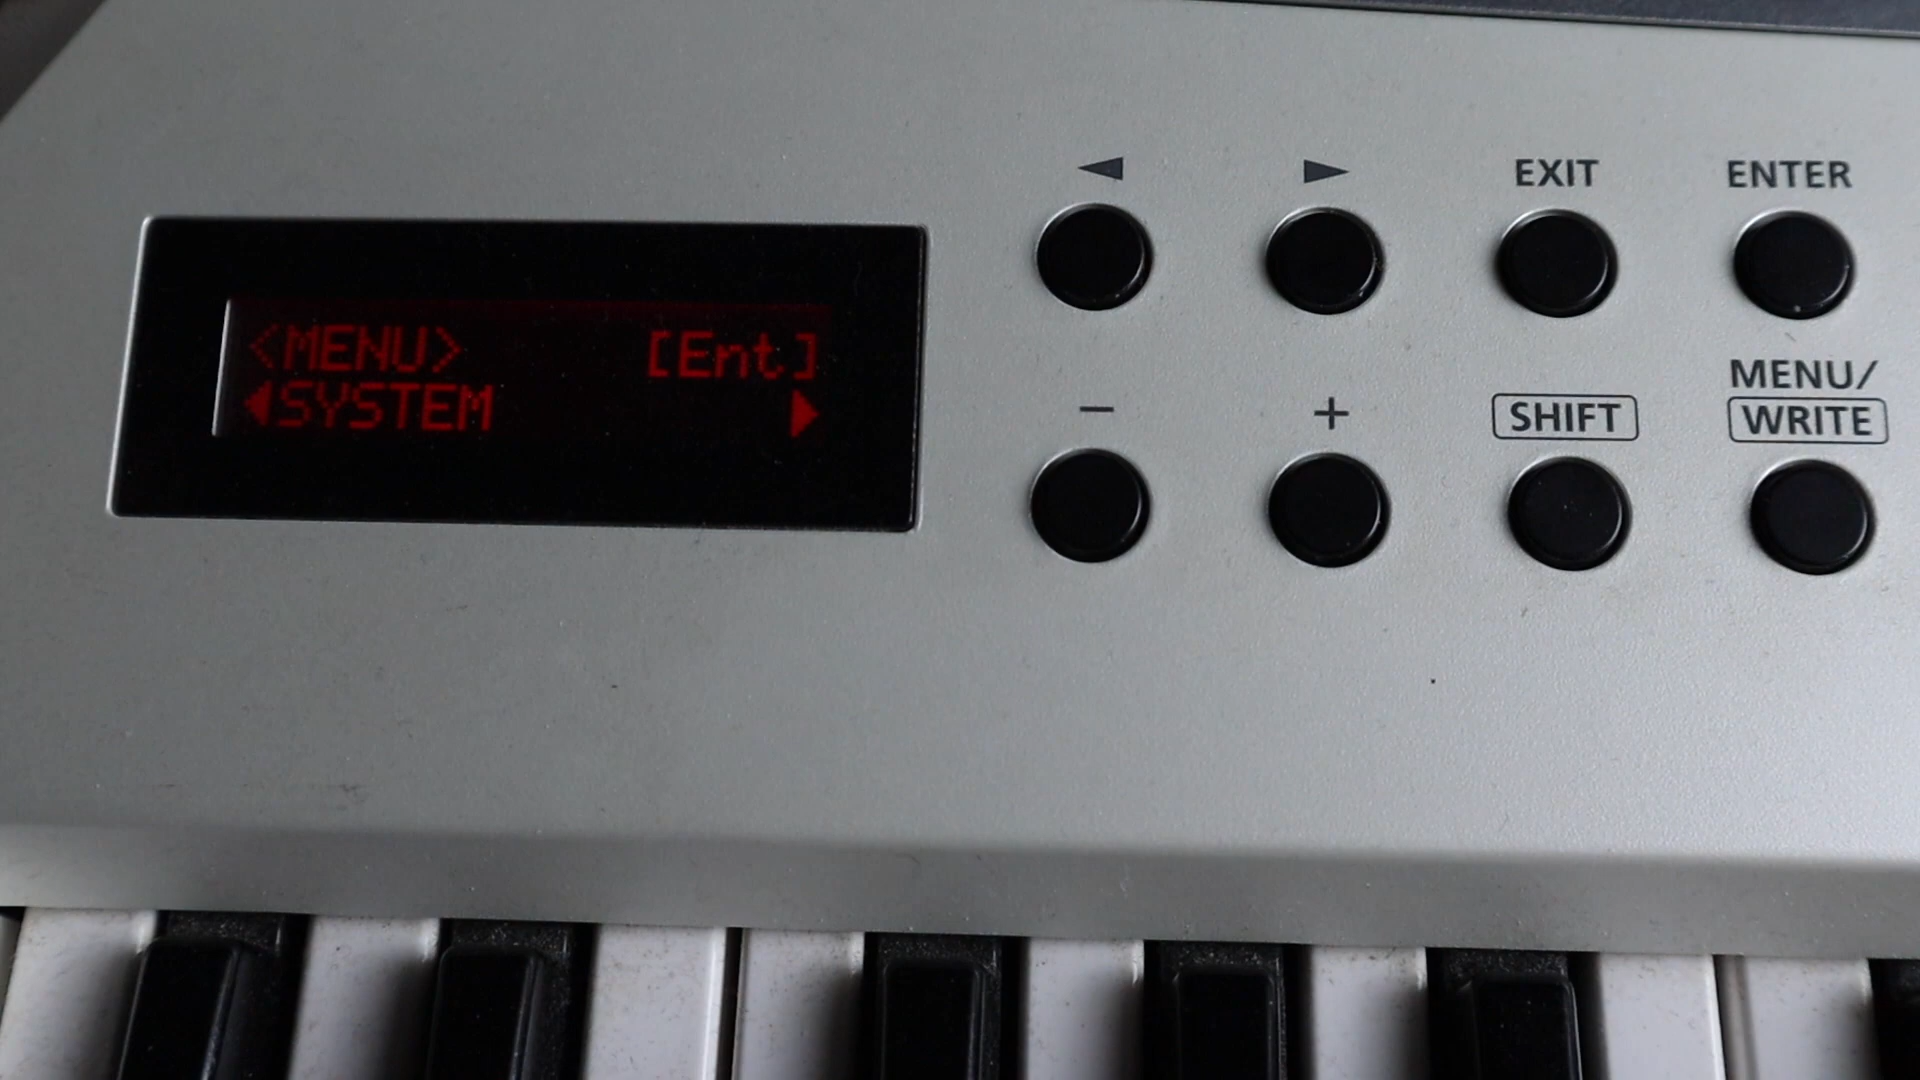 <MENU> [Ent]
◀SYSTEM ▶
◀ ▶ EXIT ENTER
− + SHIFT MENU/
WRITE